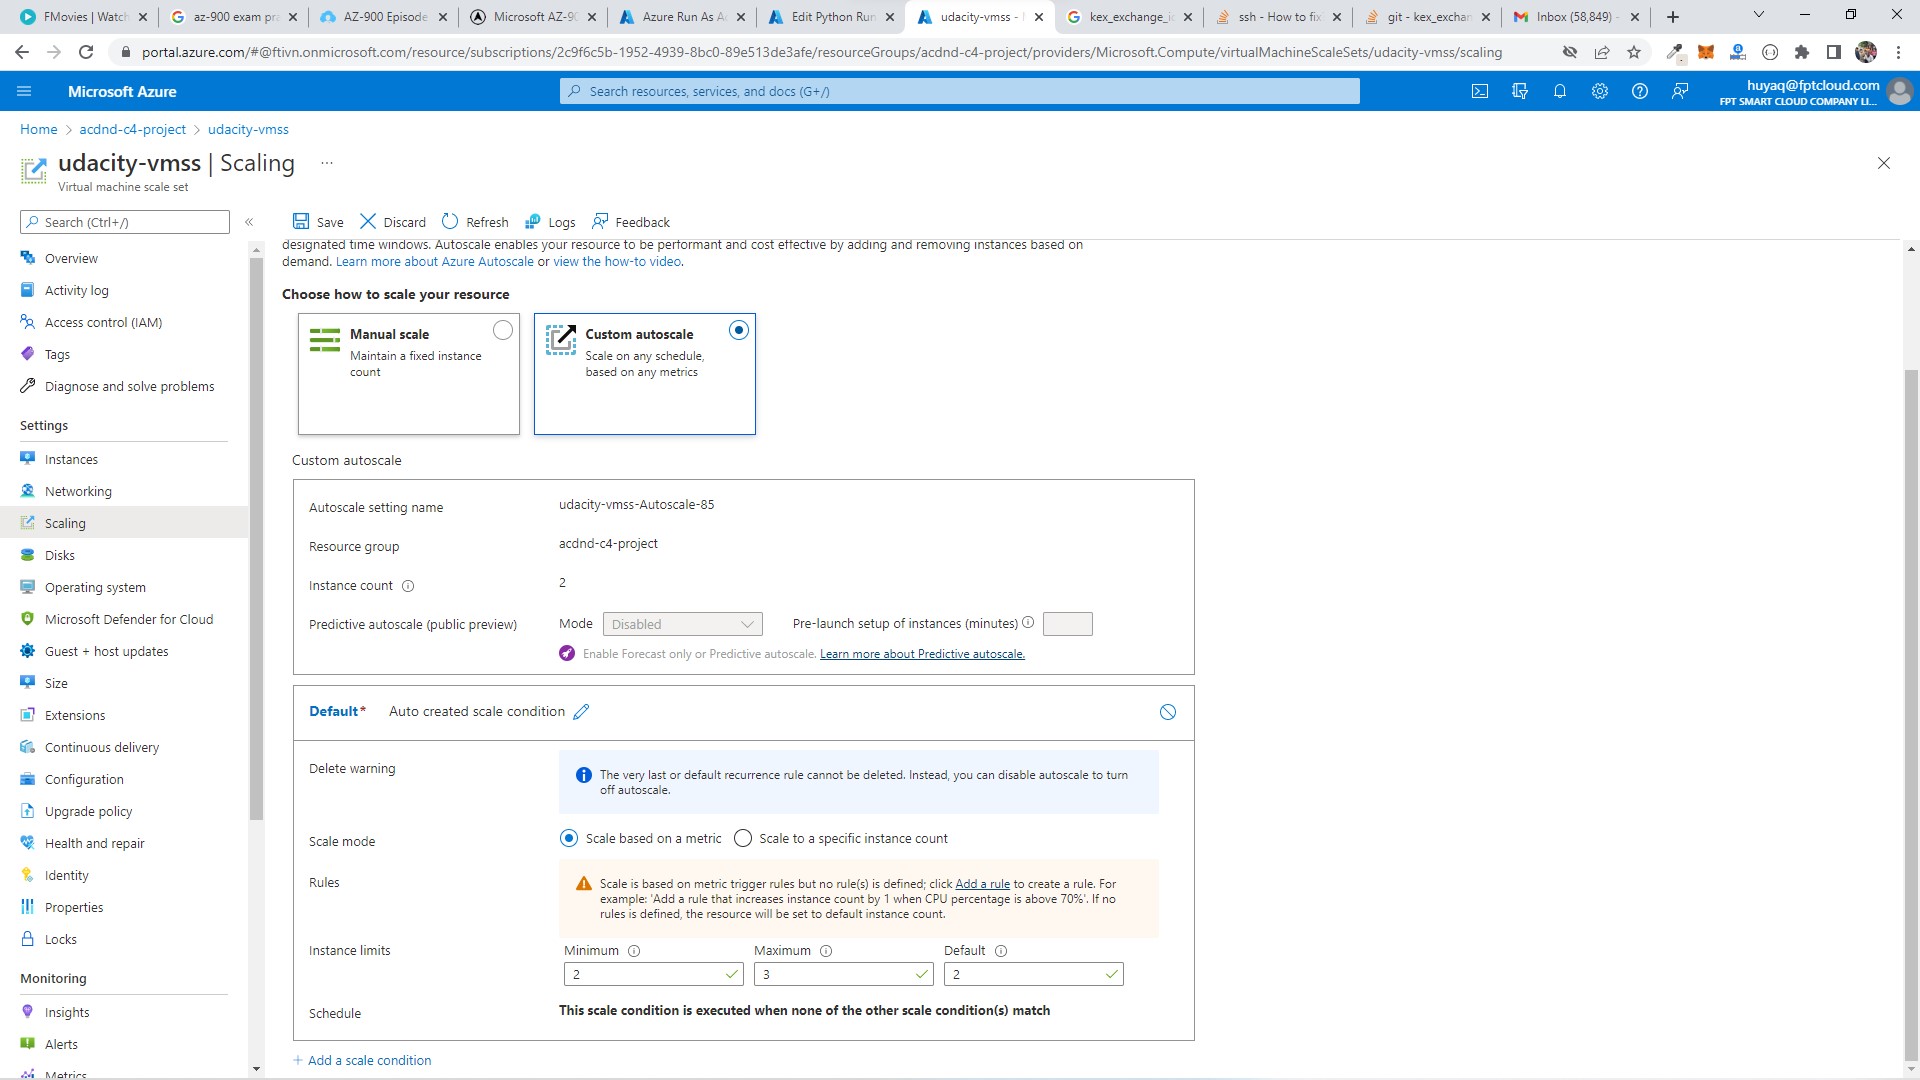 FMovies | Watch
az-900 exam pra
AZ-900 Episode
Microsoft AZ-90
Azure Run As A
Edit Python Run
udacity-vmss -
kex_exchange_i
ssh - How to fix
git - kex_exchan
Inbox (58,849) -
portal.azure.com/#@ftivn.onmicrosoft.com/resource/subscriptions/2c9f6c5b-1952-4939-8bc0-89e513de3afe/resourceGroups/acdnd-c4-project/providers/Microsoft.Compute/virtualMachineScaleSets/udacity-vmss/scaling
Microsoft Azure
Search resources, services, and docs (G+/)
huyaq@fptcloud.com
FPT SMART CLOUD COMPANY LI...
Home > acdnd-c4-project > udacity-vmss
udacity-vmss | Scaling ...
Virtual machine scale set
Search (Ctrl+/)
Overview
Activity log
Access control (IAM)
Tags
Diagnose and solve problems
Settings
Instances
Networking
Scaling
Disks
Operating system
Microsoft Defender for Cloud
Guest + host updates
Size
Extensions
Continuous delivery
Configuration
Upgrade policy
Health and repair
Identity
Properties
Locks
Monitoring
Insights
Alerts
Metrics
Save Discard Refresh Logs Feedback
designated time windows. Autoscale enables your resource to be performant and cost effective by adding and removing instances based on
demand. Learn more about Azure Autoscale or view the how-to video.
Choose how to scale your resource
Manual scale
Maintain a fixed instance
count
Custom autoscale
Scale on any schedule,
based on any metrics
Custom autoscale
Autoscale setting name udacity-vmss-Autoscale-85
Resource group acdnd-c4-project
Instance count 2
Predictive autoscale (public preview) Mode Disabled Pre-launch setup of instances (minutes)
Enable Forecast only or Predictive autoscale. Learn more about Predictive autoscale.
Default* Auto created scale condition
Delete warning
The very last or default recurrence rule cannot be deleted. Instead, you can disable autoscale to turn
off autoscale.
Scale mode Scale based on a metric Scale to a specific instance count
Rules
Scale is based on metric trigger rules but no rule(s) is defined; click Add a rule to create a rule. For
example: 'Add a rule that increases instance count by 1 when CPU percentage is above 70%'. If no
rules is defined, the resource will be set to default instance count.
Instance limits Minimum Maximum Default
2 3 2
Schedule This scale condition is executed when none of the other scale condition(s) match
+ Add a scale condition